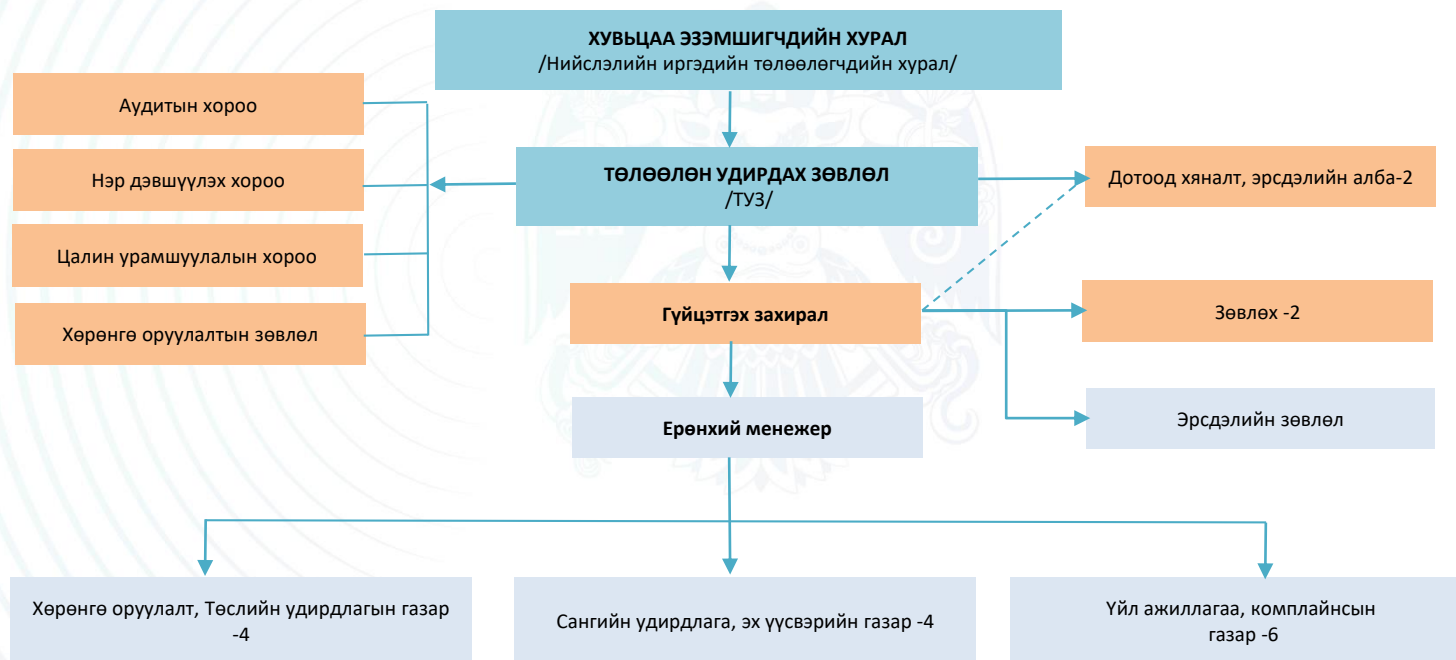 ХУВЬЦАА ЭЗЭМШИГЧДИЙН ХУРАЛ
/Нийслэлийн иргэдийн төлөөлөгчдийн хурал/
Аудитын хороо
Нэр дэвшүүлэх хороо
Цалин урамшуулалын хороо
Хөрөнгө оруулалтын зөвлөл
ТӨЛӨӨЛӨН УДИРДАХ ЗӨВЛӨЛ
/ТУЗ/
Дотоод хяналт, эрсдэлийн алба-2
Гүйцэтгэх захирал
Зөвлөх -2
Ерөнхий менежер
Эрсдэлийн зөвлөл
Хөрөнгө оруулалт, Төслийн удирдлагын газар
-4
Сангийн удирдлага, эх үүсвэрийн газар -4
Үйл ажиллагаа, комплайнсын
газар -6